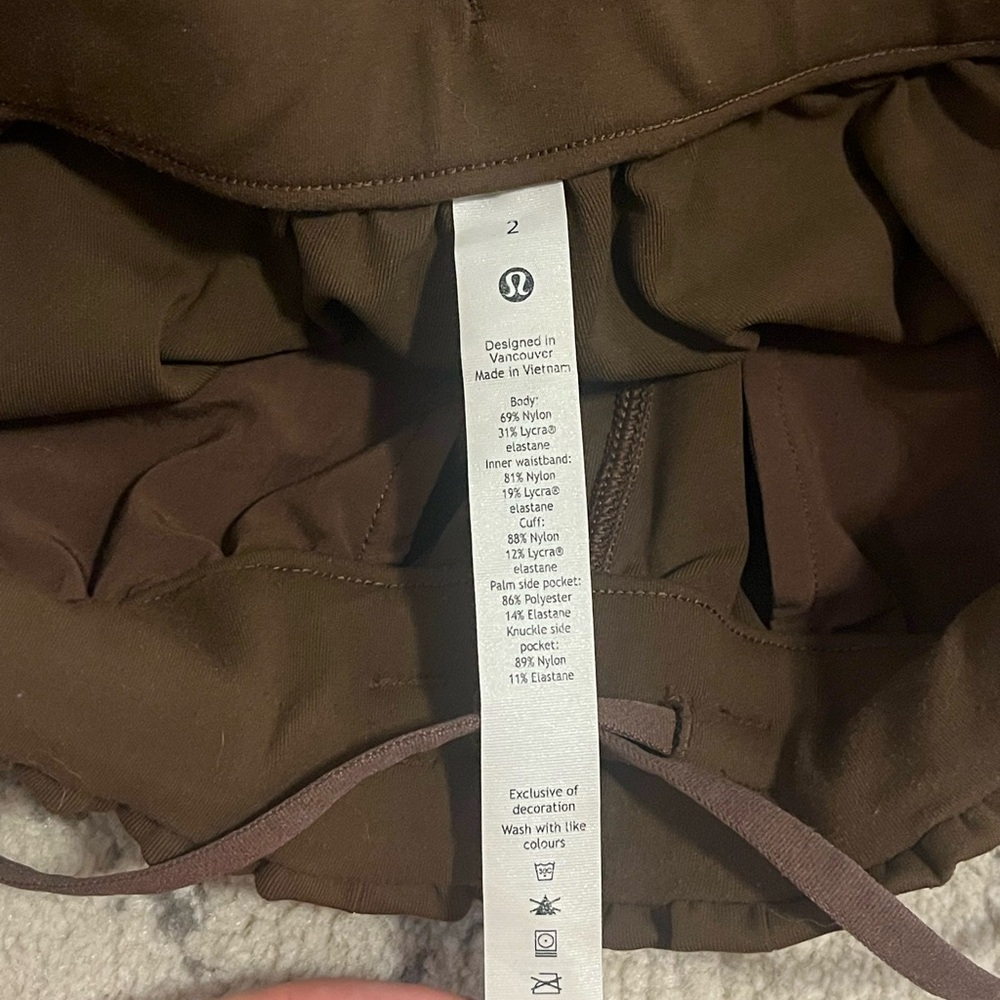 2
Designed in
Vancouver
Made in Vietnam
Body:
69% Nylon
31% Lycra®
elastane
Inner waistband:
81% Nylon
19% Lycra®
elastane
Cuff:
88% Nylon
12% Lycra®
elastane
Palm side pocket:
86% Polyester
14% Elastane
Knuckle side
pocket:
89% Nylon
11% Elastane
Exclusive of
decoration
Wash with like
colours
30C